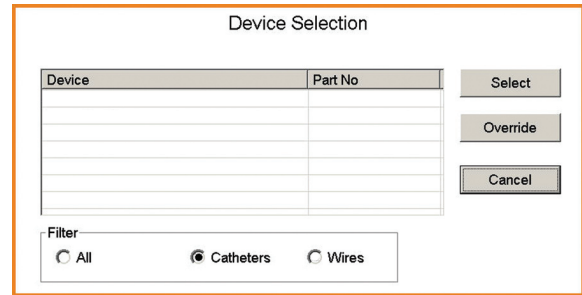 Device Selection
Device Part No
Select
Override
Cancel
Filter
All Catheters Wires